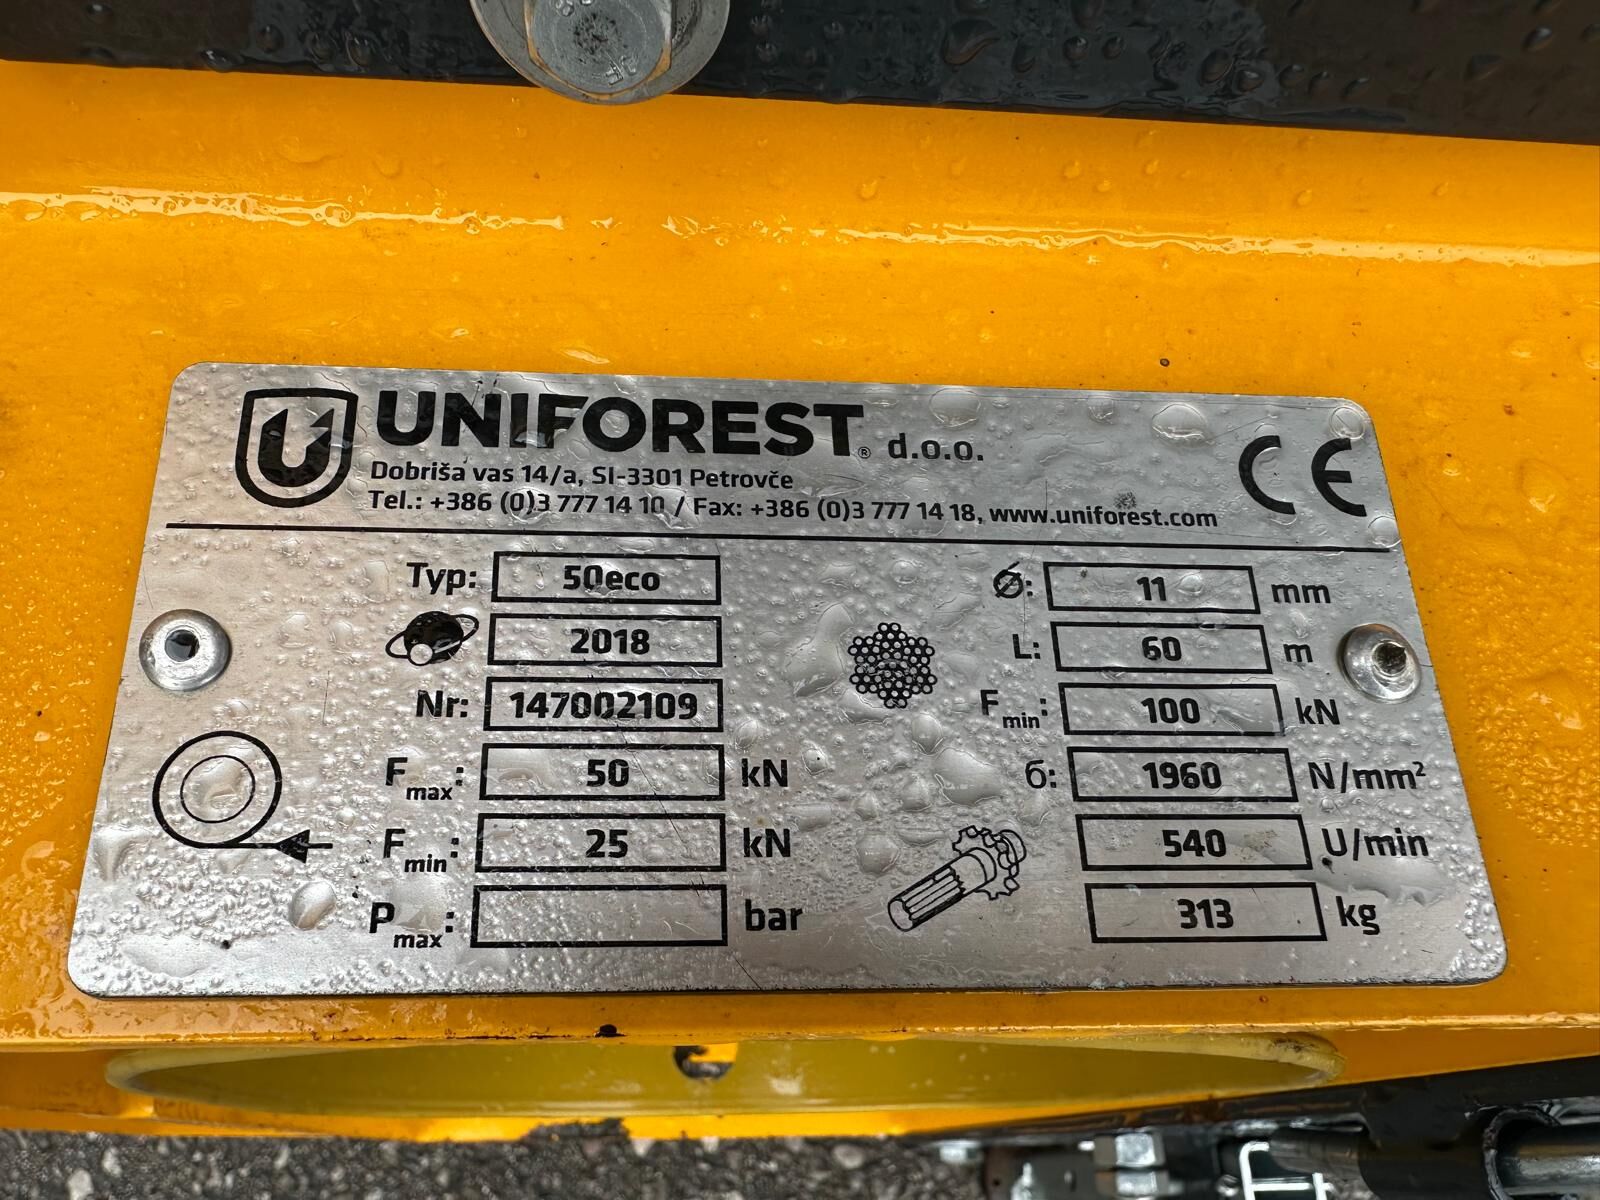 UNIFOREST® d.o.o.
Dobriša vas 14/a, SI-3301 Petrovče
Tel.: +386 (0)3 777 14 10 / Fax: +386 (0)3 777 14 18, www.uniforest.com
CE
Typ: 50eco
2018
Nr: 147002109
Fmax: 50 kN
Fmin: 25 kN
Pmax: bar
Ø: 11 mm
L: 60 m
Fmin: 100 kN
б: 1960 N/mm²
540 U/min
313 kg